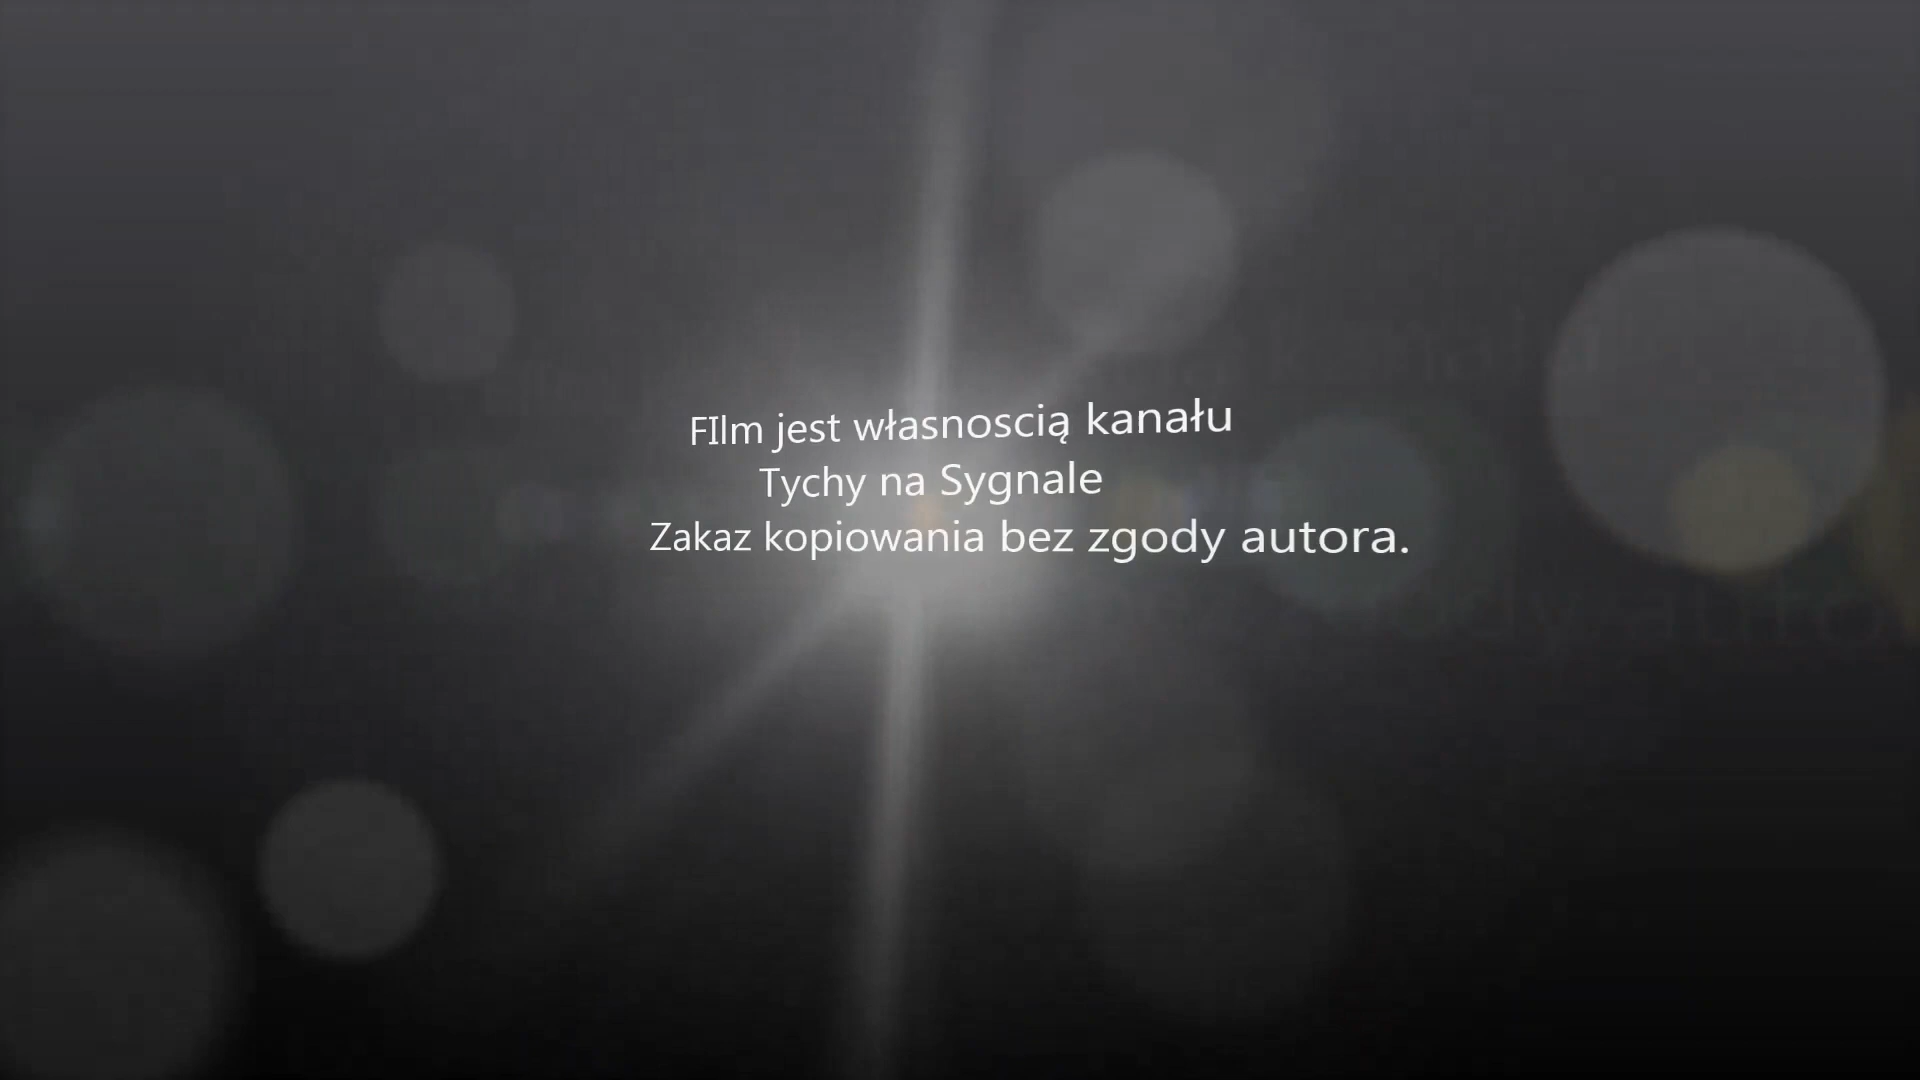 FIlm jest własnoscią kanału
Tychy na Sygnale
Zakaz kopiowania bez zgody autora.